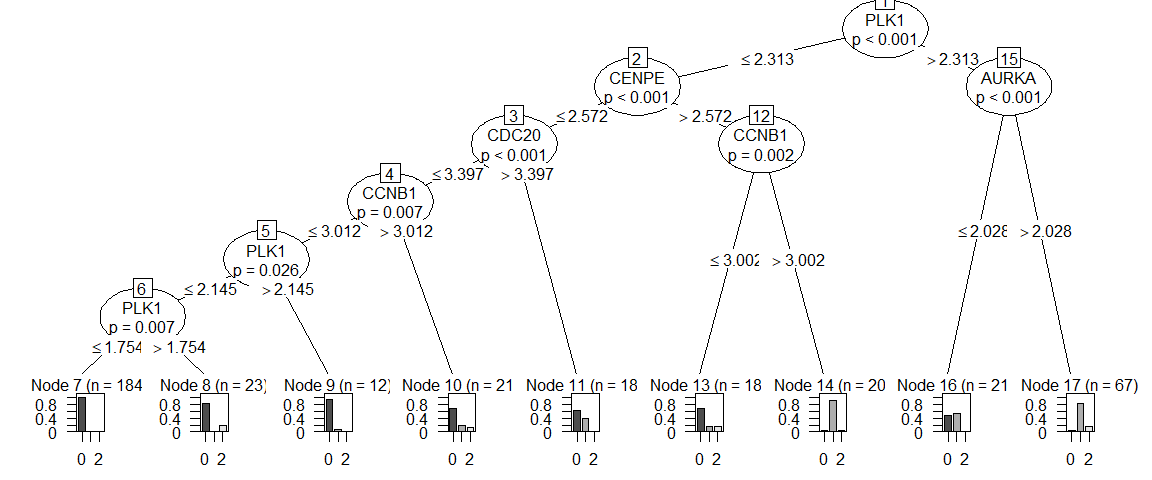 1
PLK1
p < 0.001
≤ 2.313
> 2.313
2
CENPE
p < 0.001
15
AURKA
p < 0.001
≤ 2.572
> 2.572
3
CDC20
p < 0.001
12
CCNB1
p = 0.002
≤ 3.397
> 3.397
4
CCNB1
p = 0.007
≤ 3.012
> 3.012
5
PLK1
p = 0.026
≤ 3.002
> 3.002
≤ 2.028
> 2.028
≤ 2.145
> 2.145
6
PLK1
p = 0.007
≤ 1.754
> 1.754
Node 7 (n = 184
Node 8 (n = 23)
Node 9 (n = 12)
Node 10 (n = 21
Node 11 (n = 18
Node 13 (n = 18
Node 14 (n = 20
Node 16 (n = 21
Node 17 (n = 67)
0.8 0.8 0.8 0.8 0.8 0.8 0.8 0.8 0.8
0.4 0.4 0.4 0.4 0.4 0.4 0.4 0.4 0.4
0 0 0 0 0 0 0 0 0
0 2 0 2 0 2 0 2 0 2 0 2 0 2 0 2 0 2